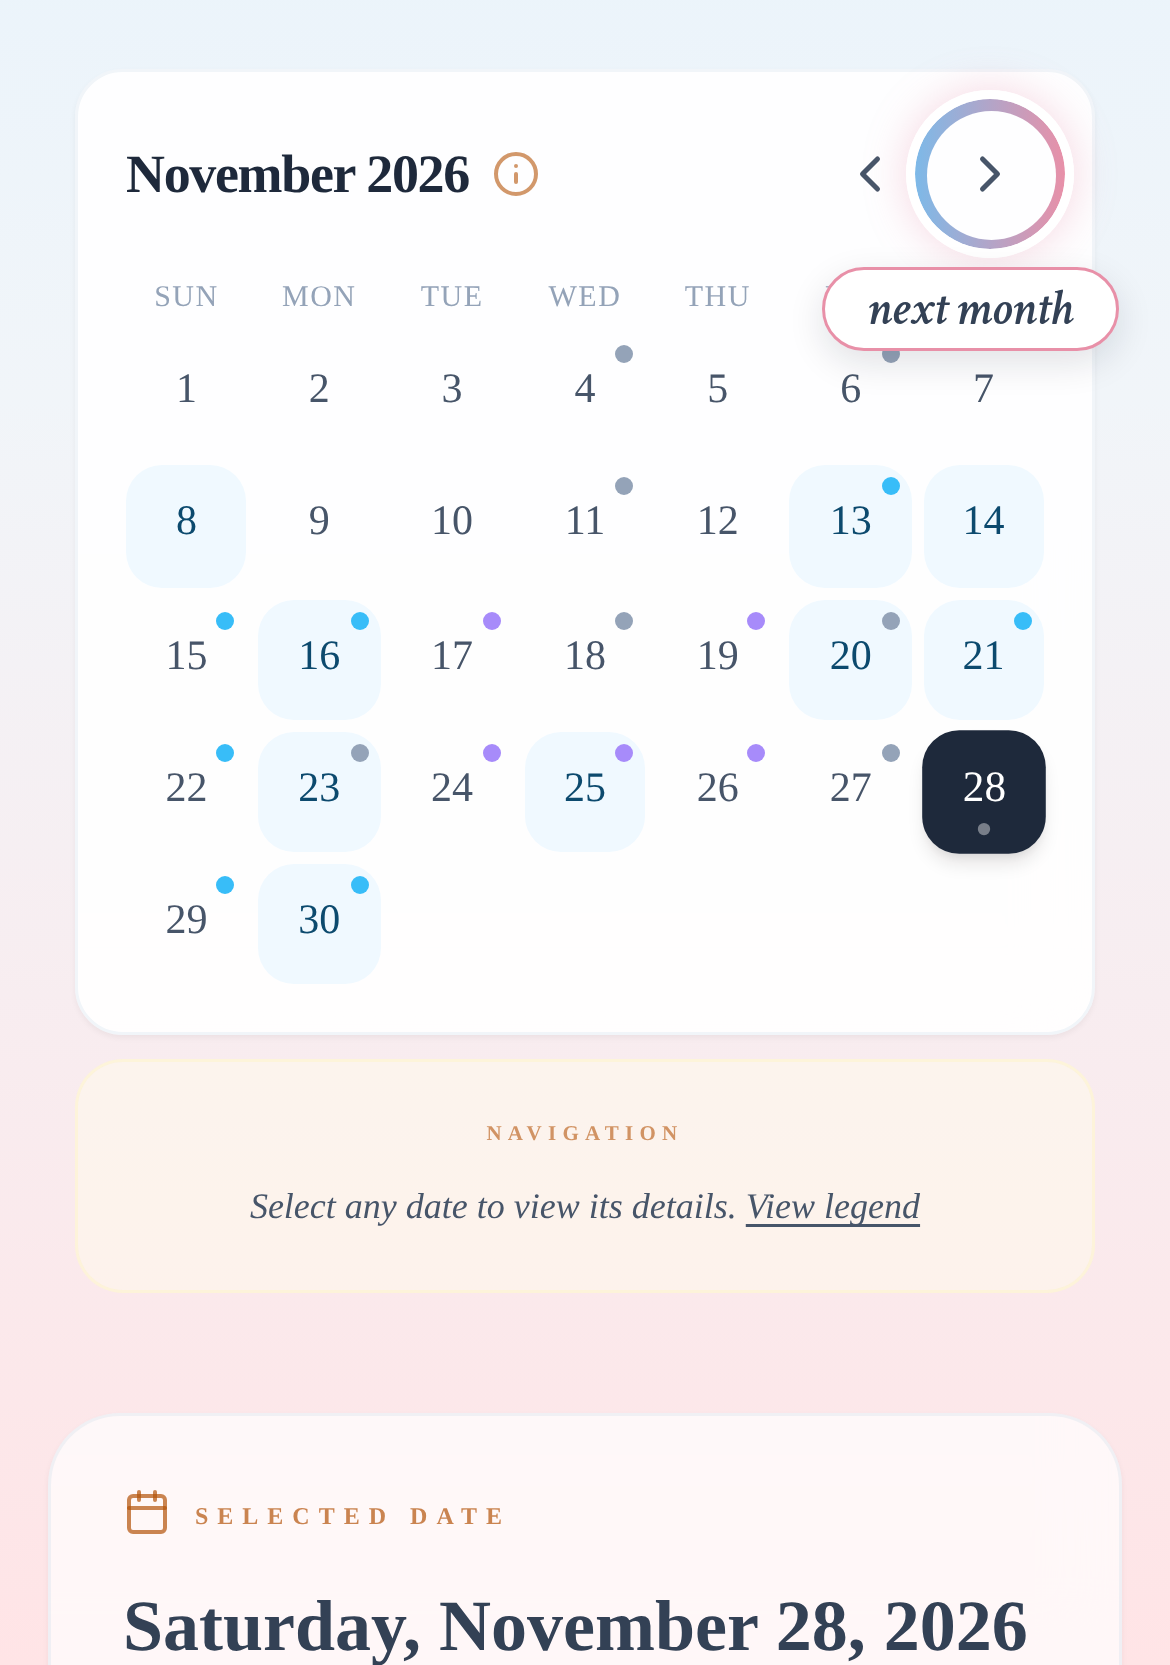 November 2026
SUN MON TUE WED THU
next month
1 2 3 4 5 6 7
8 9 10 11 12 13 14
15 16 17 18 19 20 21
22 23 24 25 26 27 28
29 30
NAVIGATION
Select any date to view its details. View legend
SELECTED DATE
Saturday, November 28, 2026